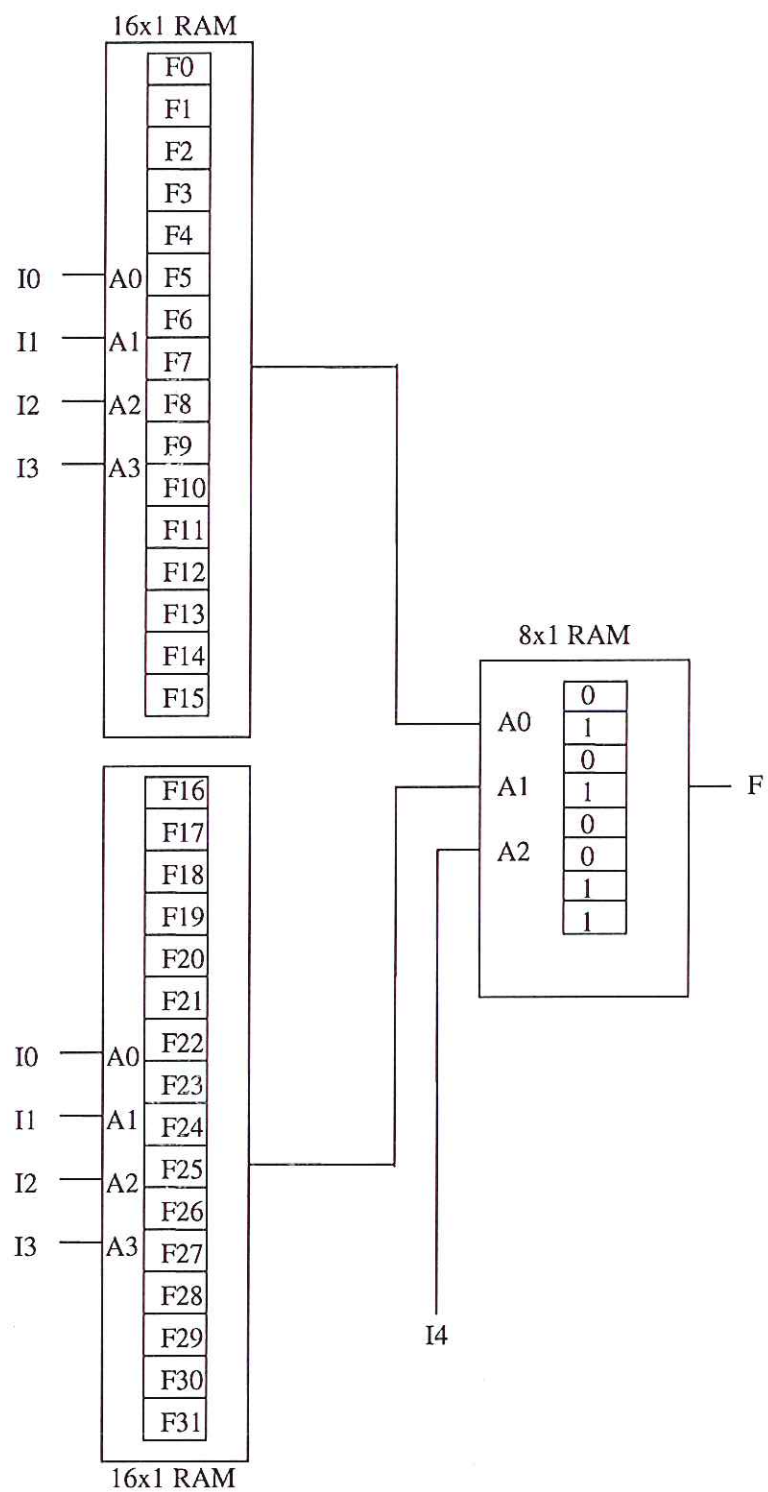 16x1 RAM
F0
F1
F2
F3
F4
I0 A0 F5
F6
I1 A1
F7
I2 A2 F8
F9
I3 A3
F10
F11
F12
F13
F14
F15
8x1 RAM
0
A0 1
0
A1 1 F
0
A2 0
1
1
F16
F17
F18
F19
F20
F21
I0 A0 F22
F23
I1 A1 F24
F25
I2 A2
F26
I3 A3 F27
F28
F29
F30
F31
16x1 RAM
I4